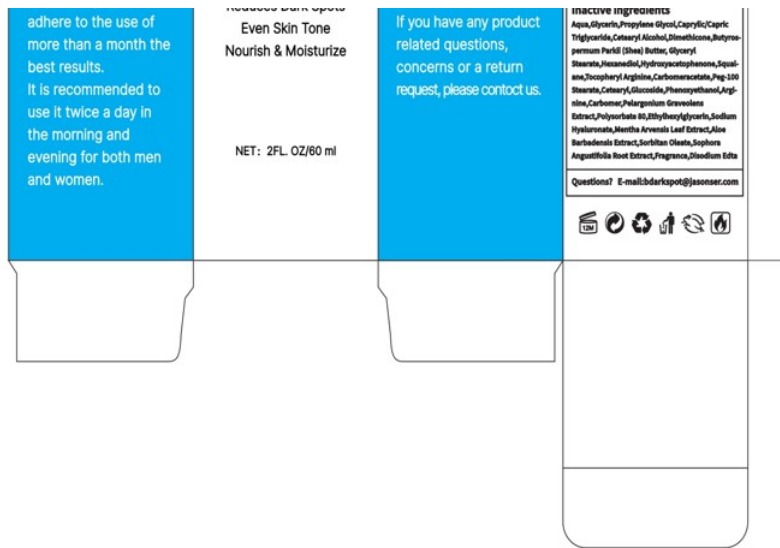 adhere to the use of
more than a month the
best results.
It is recommended to
use it twice a day in
the morning and
evening for both men
and women.
Reduces Dark Spots
Even Skin Tone
Nourish & Moisturize
NET: 2FL. OZ/60 ml
If you have any product
related questions,
concerns or a return
request, please contoct us.
Inactive Ingredients
Aqua,Glycerin,Propylene Glycol,Caprylic/Capric
Triglyceride,Cetearyl Alcohol,Dimethicone,Butyros-
permum Parkii (Shea) Butter, Glyceryl
Stearate,Hexanediol,Hydroxyacetophenone,Squal-
ane,Tocopheryl Arginine,Carbomeracetate,Peg-100
Stearate,Cetearyl,Glucoside,Phenoxyethanol,Argi-
nine,Carbomer,Pelargonium Graveolens
Extract,Polysorbate 80,Ethylhexylglycerin,Sodium
Hyaluronate,Mentha Arvensis Leaf Extract,Aloe
Barbadensis Extract,Sorbitan Oleate,Sophora
Angustifolia Root Extract,Fragrance,Disodium Edta
Questions? E-mail:bdarkspot@jasonser.com
12M